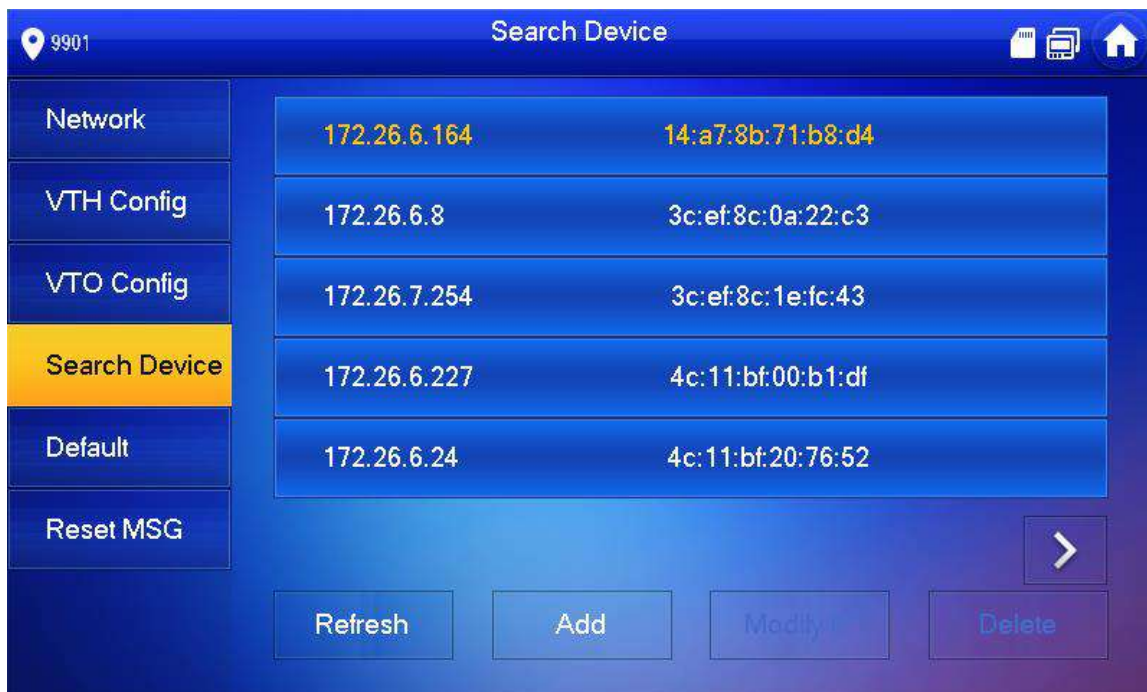 9901
Search Device
Network
VTH Config
VTO Config
Search Device
Default
Reset MSG
172.26.6.164 14:a7:8b:71:b8:d4
172.26.6.8 3c:ef:8c:0a:22:c3
172.26.7.254 3c:ef:8c:1e:fc:43
172.26.6.227 4c:11:bf:00:b1:df
172.26.6.24 4c:11:bf:20:76:52
Refresh
Add
Modify
Delete